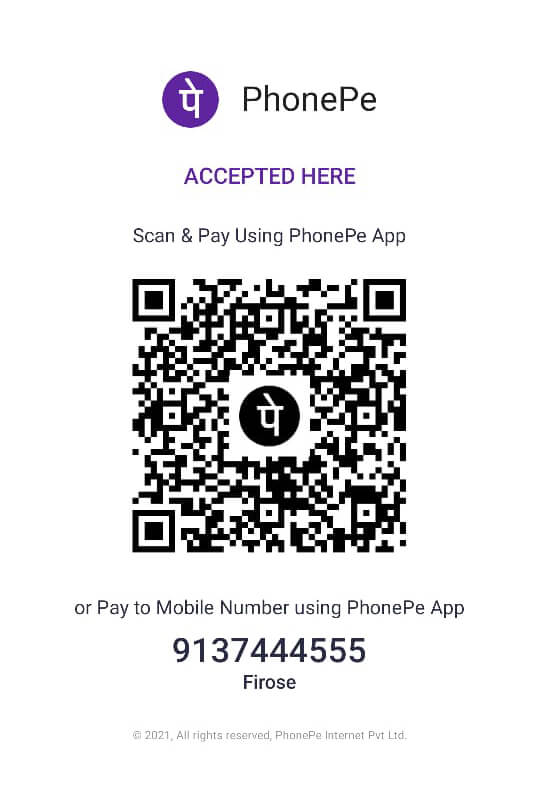 पे PhonePe
ACCEPTED HERE
Scan & Pay Using PhonePe App
पे
or Pay to Mobile Number using PhonePe App
9137444555
Firose
© 2021, All rights reserved, PhonePe Internet Pvt Ltd.